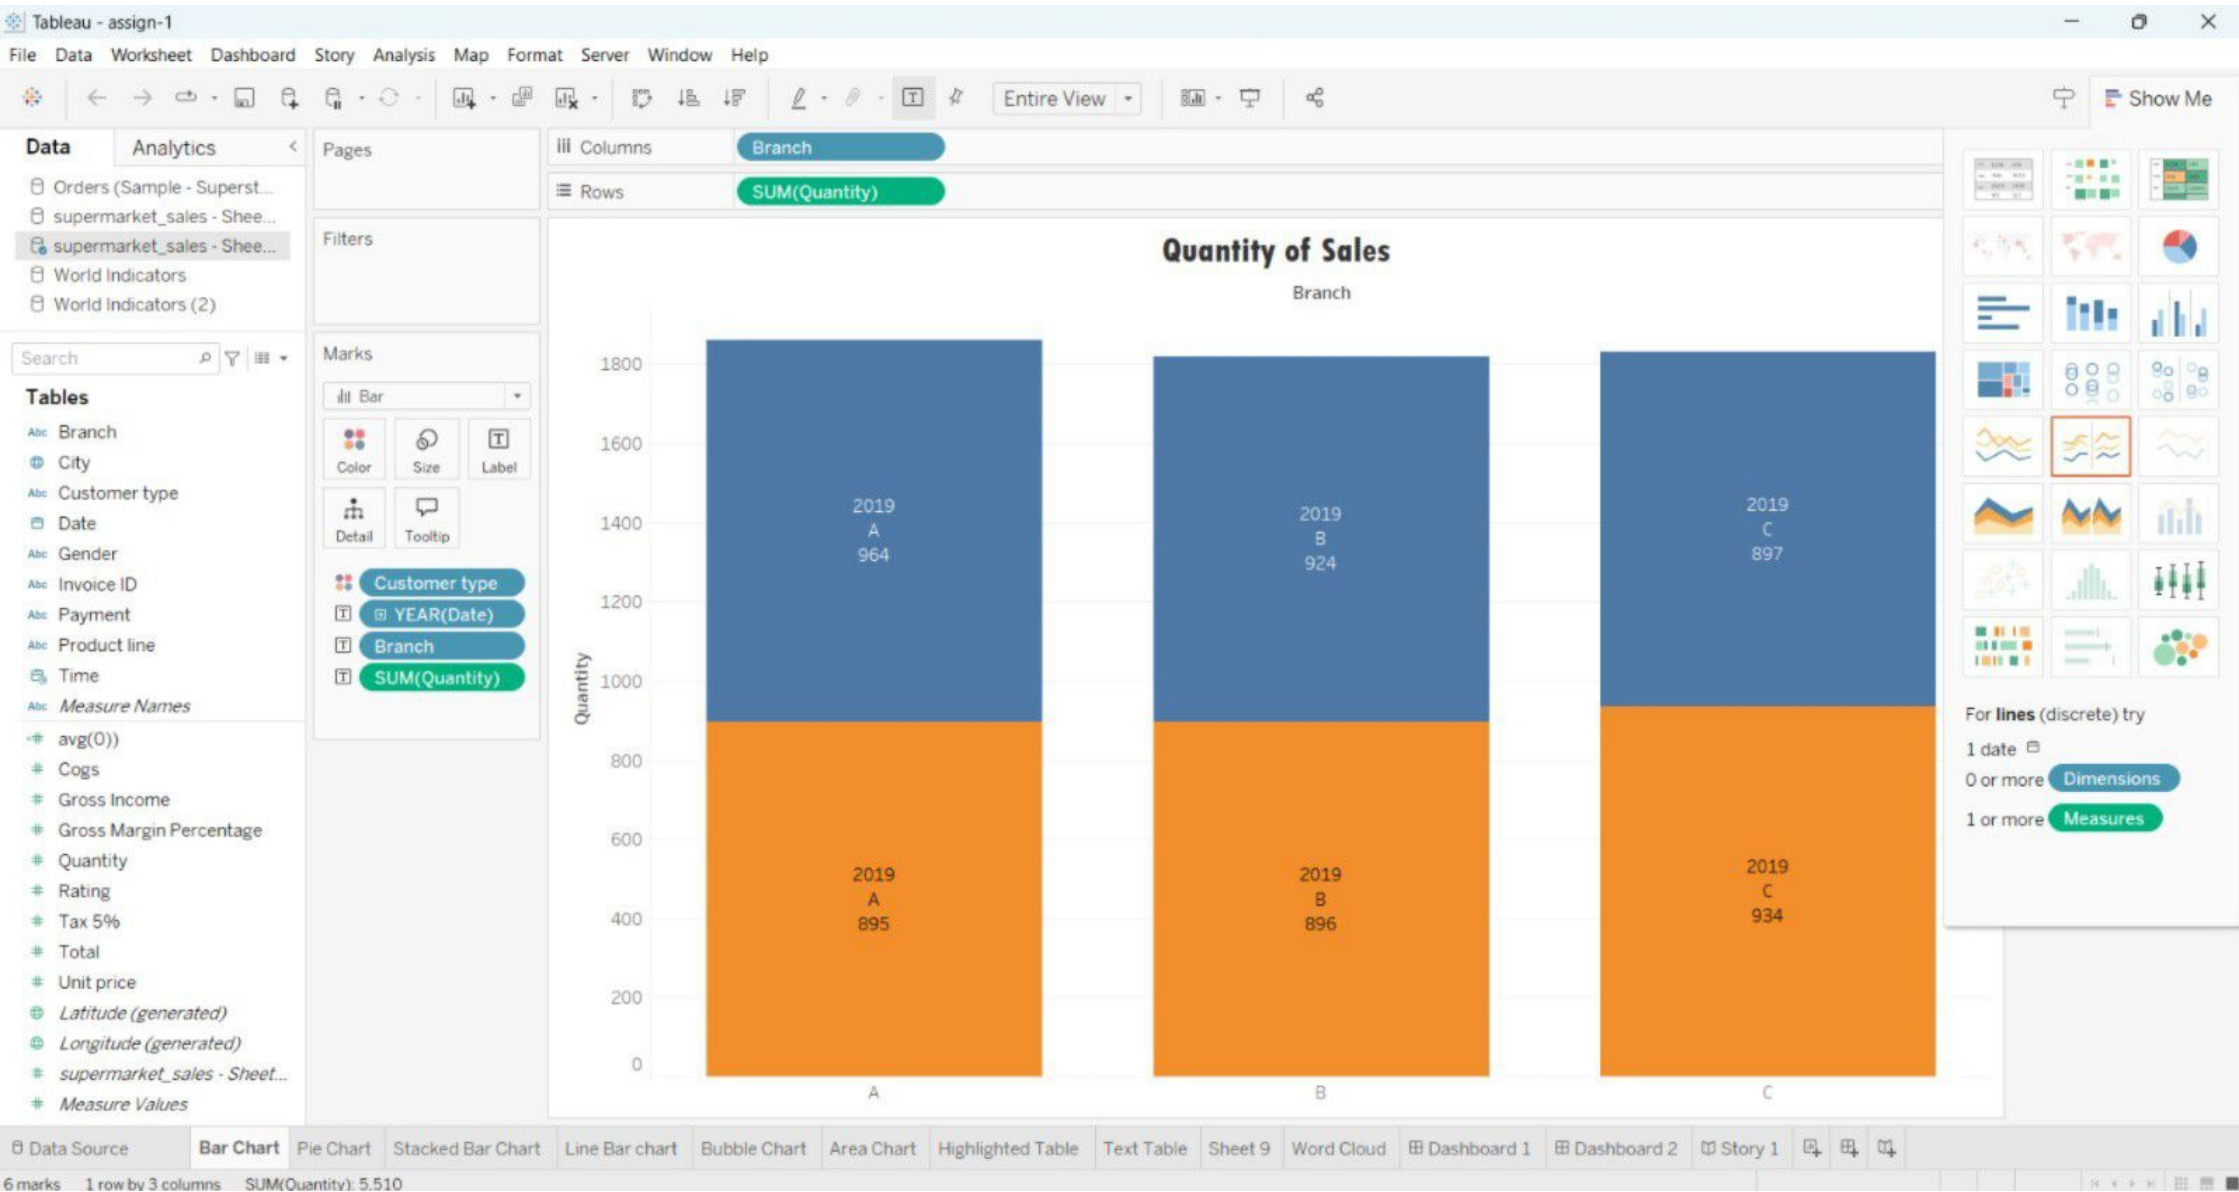 Tableau - assign-1
File Data Worksheet Dashboard Story Analysis Map Format Server Window Help
Entire View
Show Me
Data Analytics
Orders (Sample - Superst...
supermarket_sales - Shee...
supermarket_sales - Shee...
World Indicators
World Indicators (2)
Search
Tables
Abc Branch
City
Abc Customer type
Date
Abc Gender
Abc Invoice ID
Abc Payment
Abc Product line
Time
Abc Measure Names
avg(0))
Cogs
Gross Income
Gross Margin Percentage
Quantity
Rating
Tax 5%
Total
Unit price
Latitude (generated)
Longitude (generated)
supermarket_sales - Sheet...
Measure Values
Pages
Filters
Marks
Bar
Color Size Label
Detail Tooltip
Customer type
YEAR(Date)
Branch
SUM(Quantity)
Columns Branch
Rows SUM(Quantity)
Quantity of Sales
Branch
Quantity
1800
1600
1400
1200
1000
800
600
400
200
0
2019
A
964
2019
B
924
2019
C
897
2019
A
895
2019
B
896
2019
C
934
A B C
For lines (discrete) try
1 date
0 or more Dimensions
1 or more Measures
Data Source Bar Chart Pie Chart Stacked Bar Chart Line Bar chart Bubble Chart Area Chart Highlighted Table Text Table Sheet 9 Word Cloud Dashboard 1 Dashboard 2 Story 1
6 marks 1 row by 3 columns SUM(Quantity): 5,510